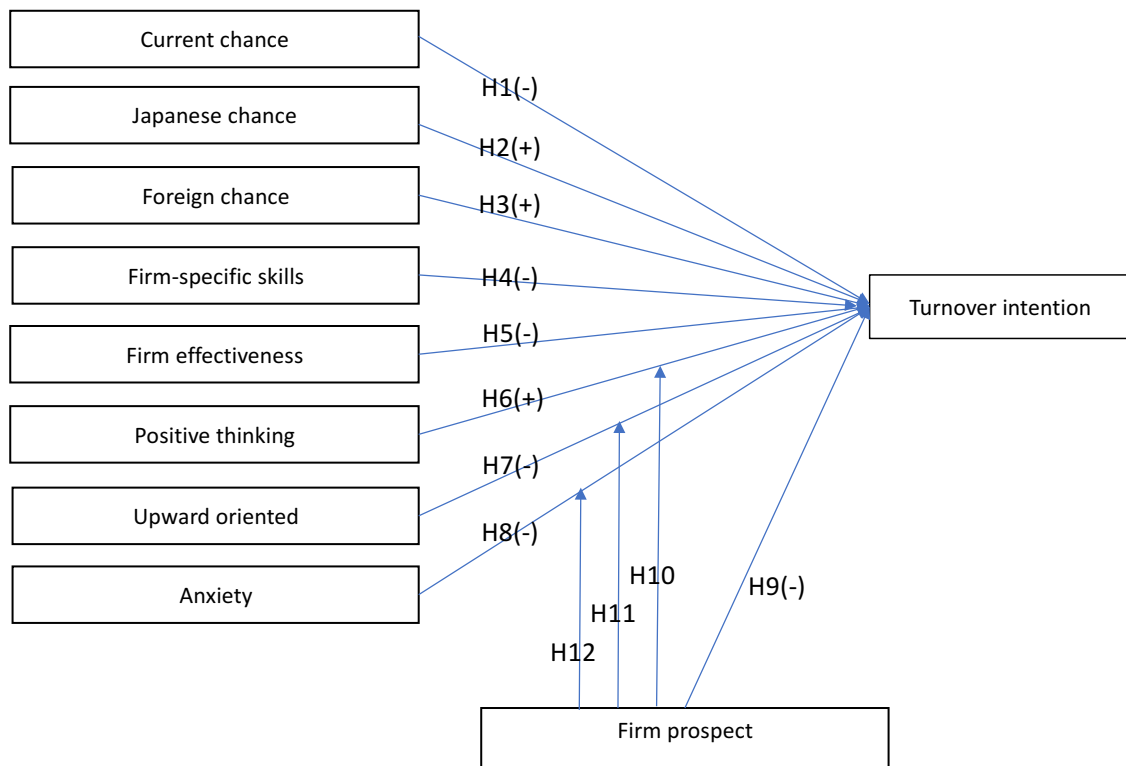 Current chance
H1(-)
Japanese chance
H2(+)
Foreign chance
H3(+)
Firm-specific skills
H4(-)
Turnover intention
Firm effectiveness
H5(-)
H6(+)
Positive thinking
H7(-)
Upward oriented
H8(-)
Anxiety
H10
H9(-)
H11
H12
Firm prospect